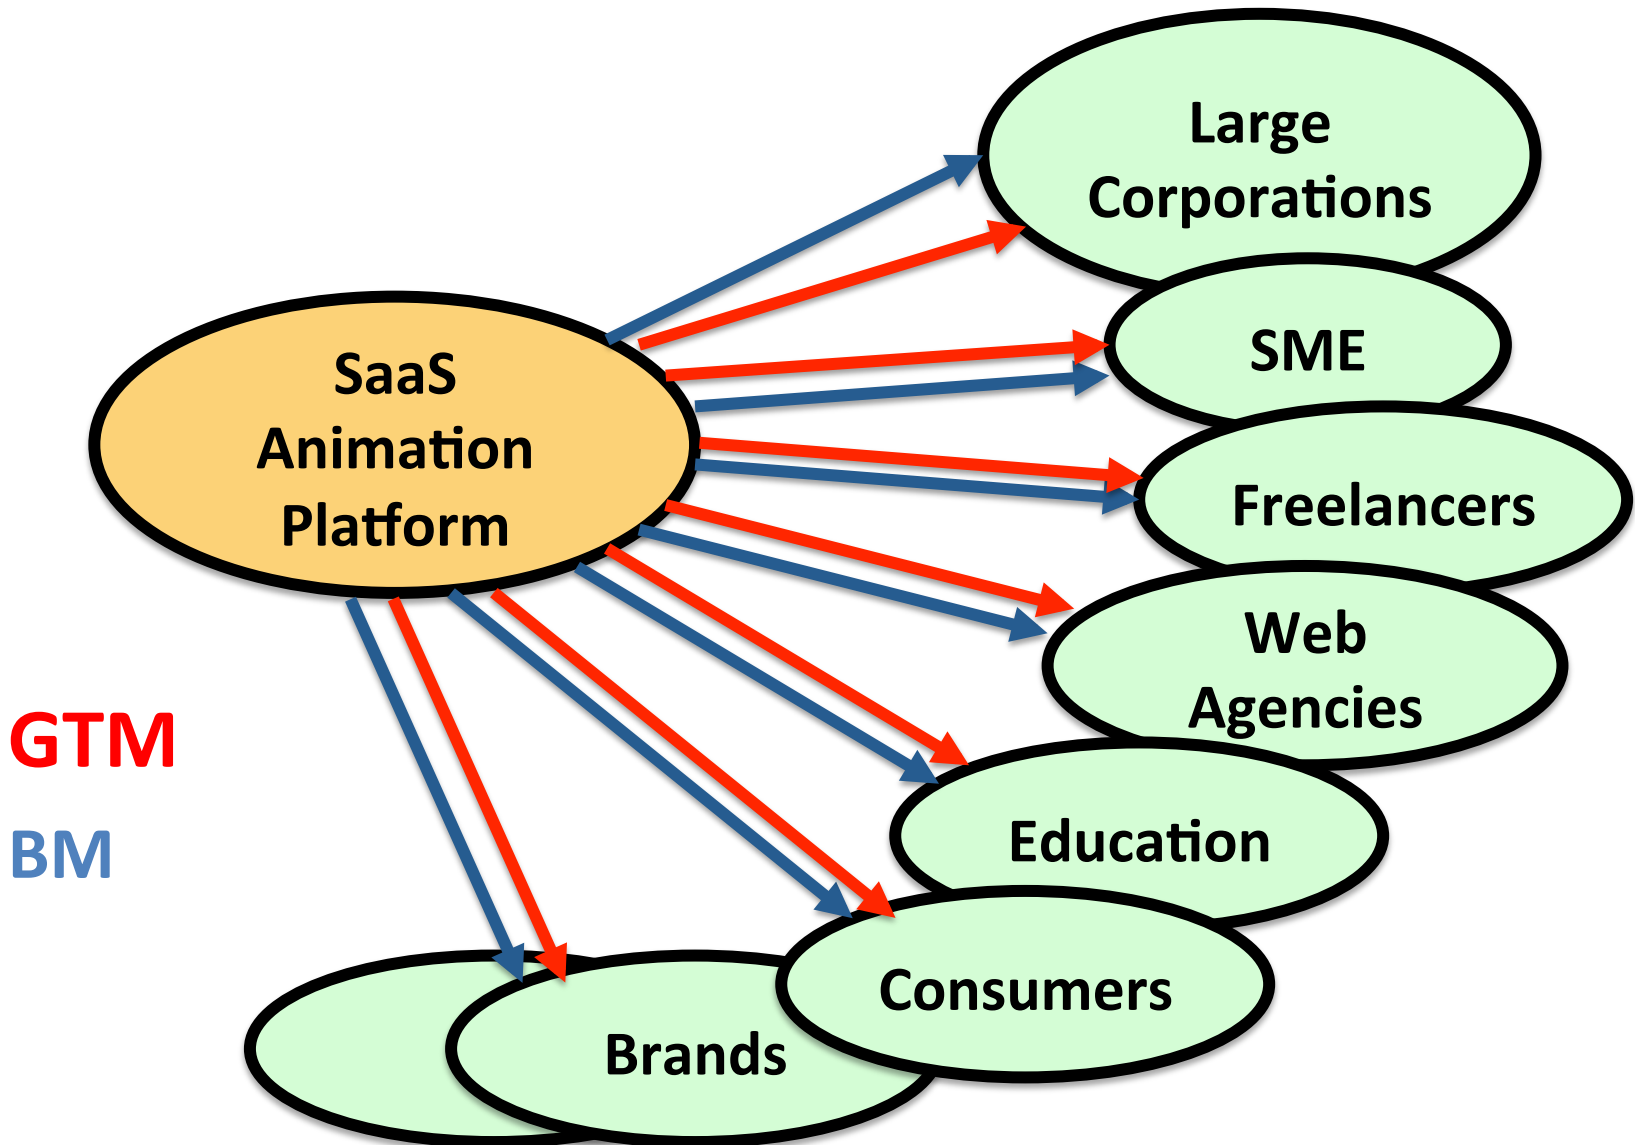 Large
Corporations
SaaS
Animation
Platform
SME
Freelancers
Web
Agencies
GTM
BM
Education
Consumers
Brands